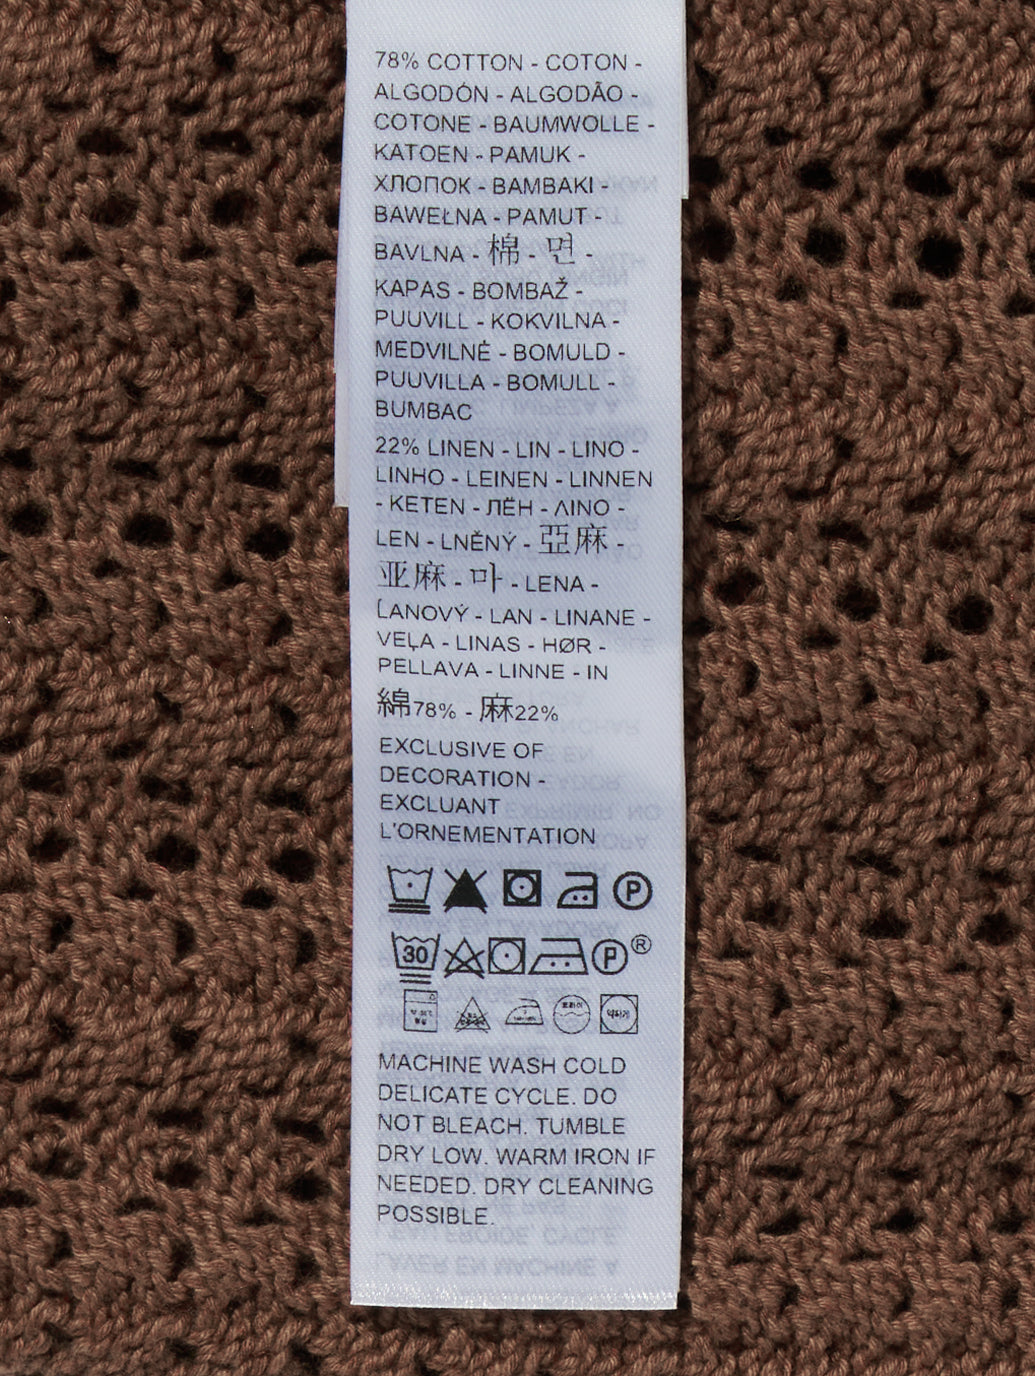 78% COTTON - COTON -
ALGODÓN - ALGODÃO -
COTONE - BAUMWOLLE -
KATOEN - PAMUK -
ХЛОПОК - BAMBAKI -
BAWEŁNA - PAMUT -
BAVLNA - 棉 - 면 -
KAPAS - BOMBAŽ -
PUUVILL - KOKVILNA -
MEDVILNĖ - BOMULD -
PUUVILLA - BOMULL -
BUMBAC
22% LINEN - LIN - LINO -
LINHO - LEINEN - LINNEN
- KETEN - ЛЁН - ΛΙΝΟ -
LEN - LNĚNÝ - 亞麻 -
亚麻 - 마 - LENA -
ĽANOVÝ - LAN - LINANE -
VEĻA - LINAS - HØR -
PELLAVA - LINNE - IN
綿78% - 麻22%
EXCLUSIVE OF
DECORATION -
EXCLUANT
L'ORNEMENTATION
P
30 P ®
MACHINE WASH COLD
DELICATE CYCLE. DO
NOT BLEACH. TUMBLE
DRY LOW. WARM IRON IF
NEEDED. DRY CLEANING
POSSIBLE.